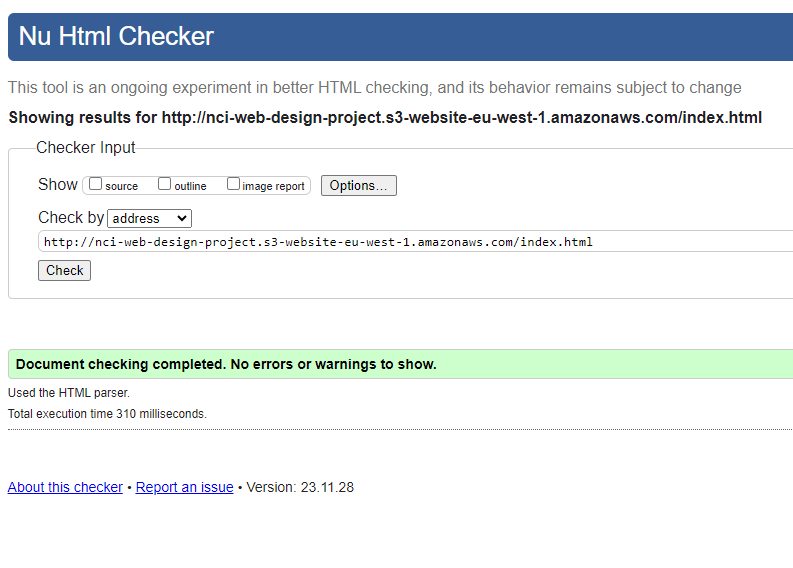 Nu Html Checker
This tool is an ongoing experiment in better HTML checking, and its behavior remains subject to change
Showing results for http://nci-web-design-project.s3-website-eu-west-1.amazonaws.com/index.html
Checker Input
Show source outline image report Options...
Check by address
http://nci-web-design-project.s3-website-eu-west-1.amazonaws.com/index.html
Check
Document checking completed. No errors or warnings to show.
Used the HTML parser.
Total execution time 310 milliseconds.
About this checker • Report an issue • Version: 23.11.28